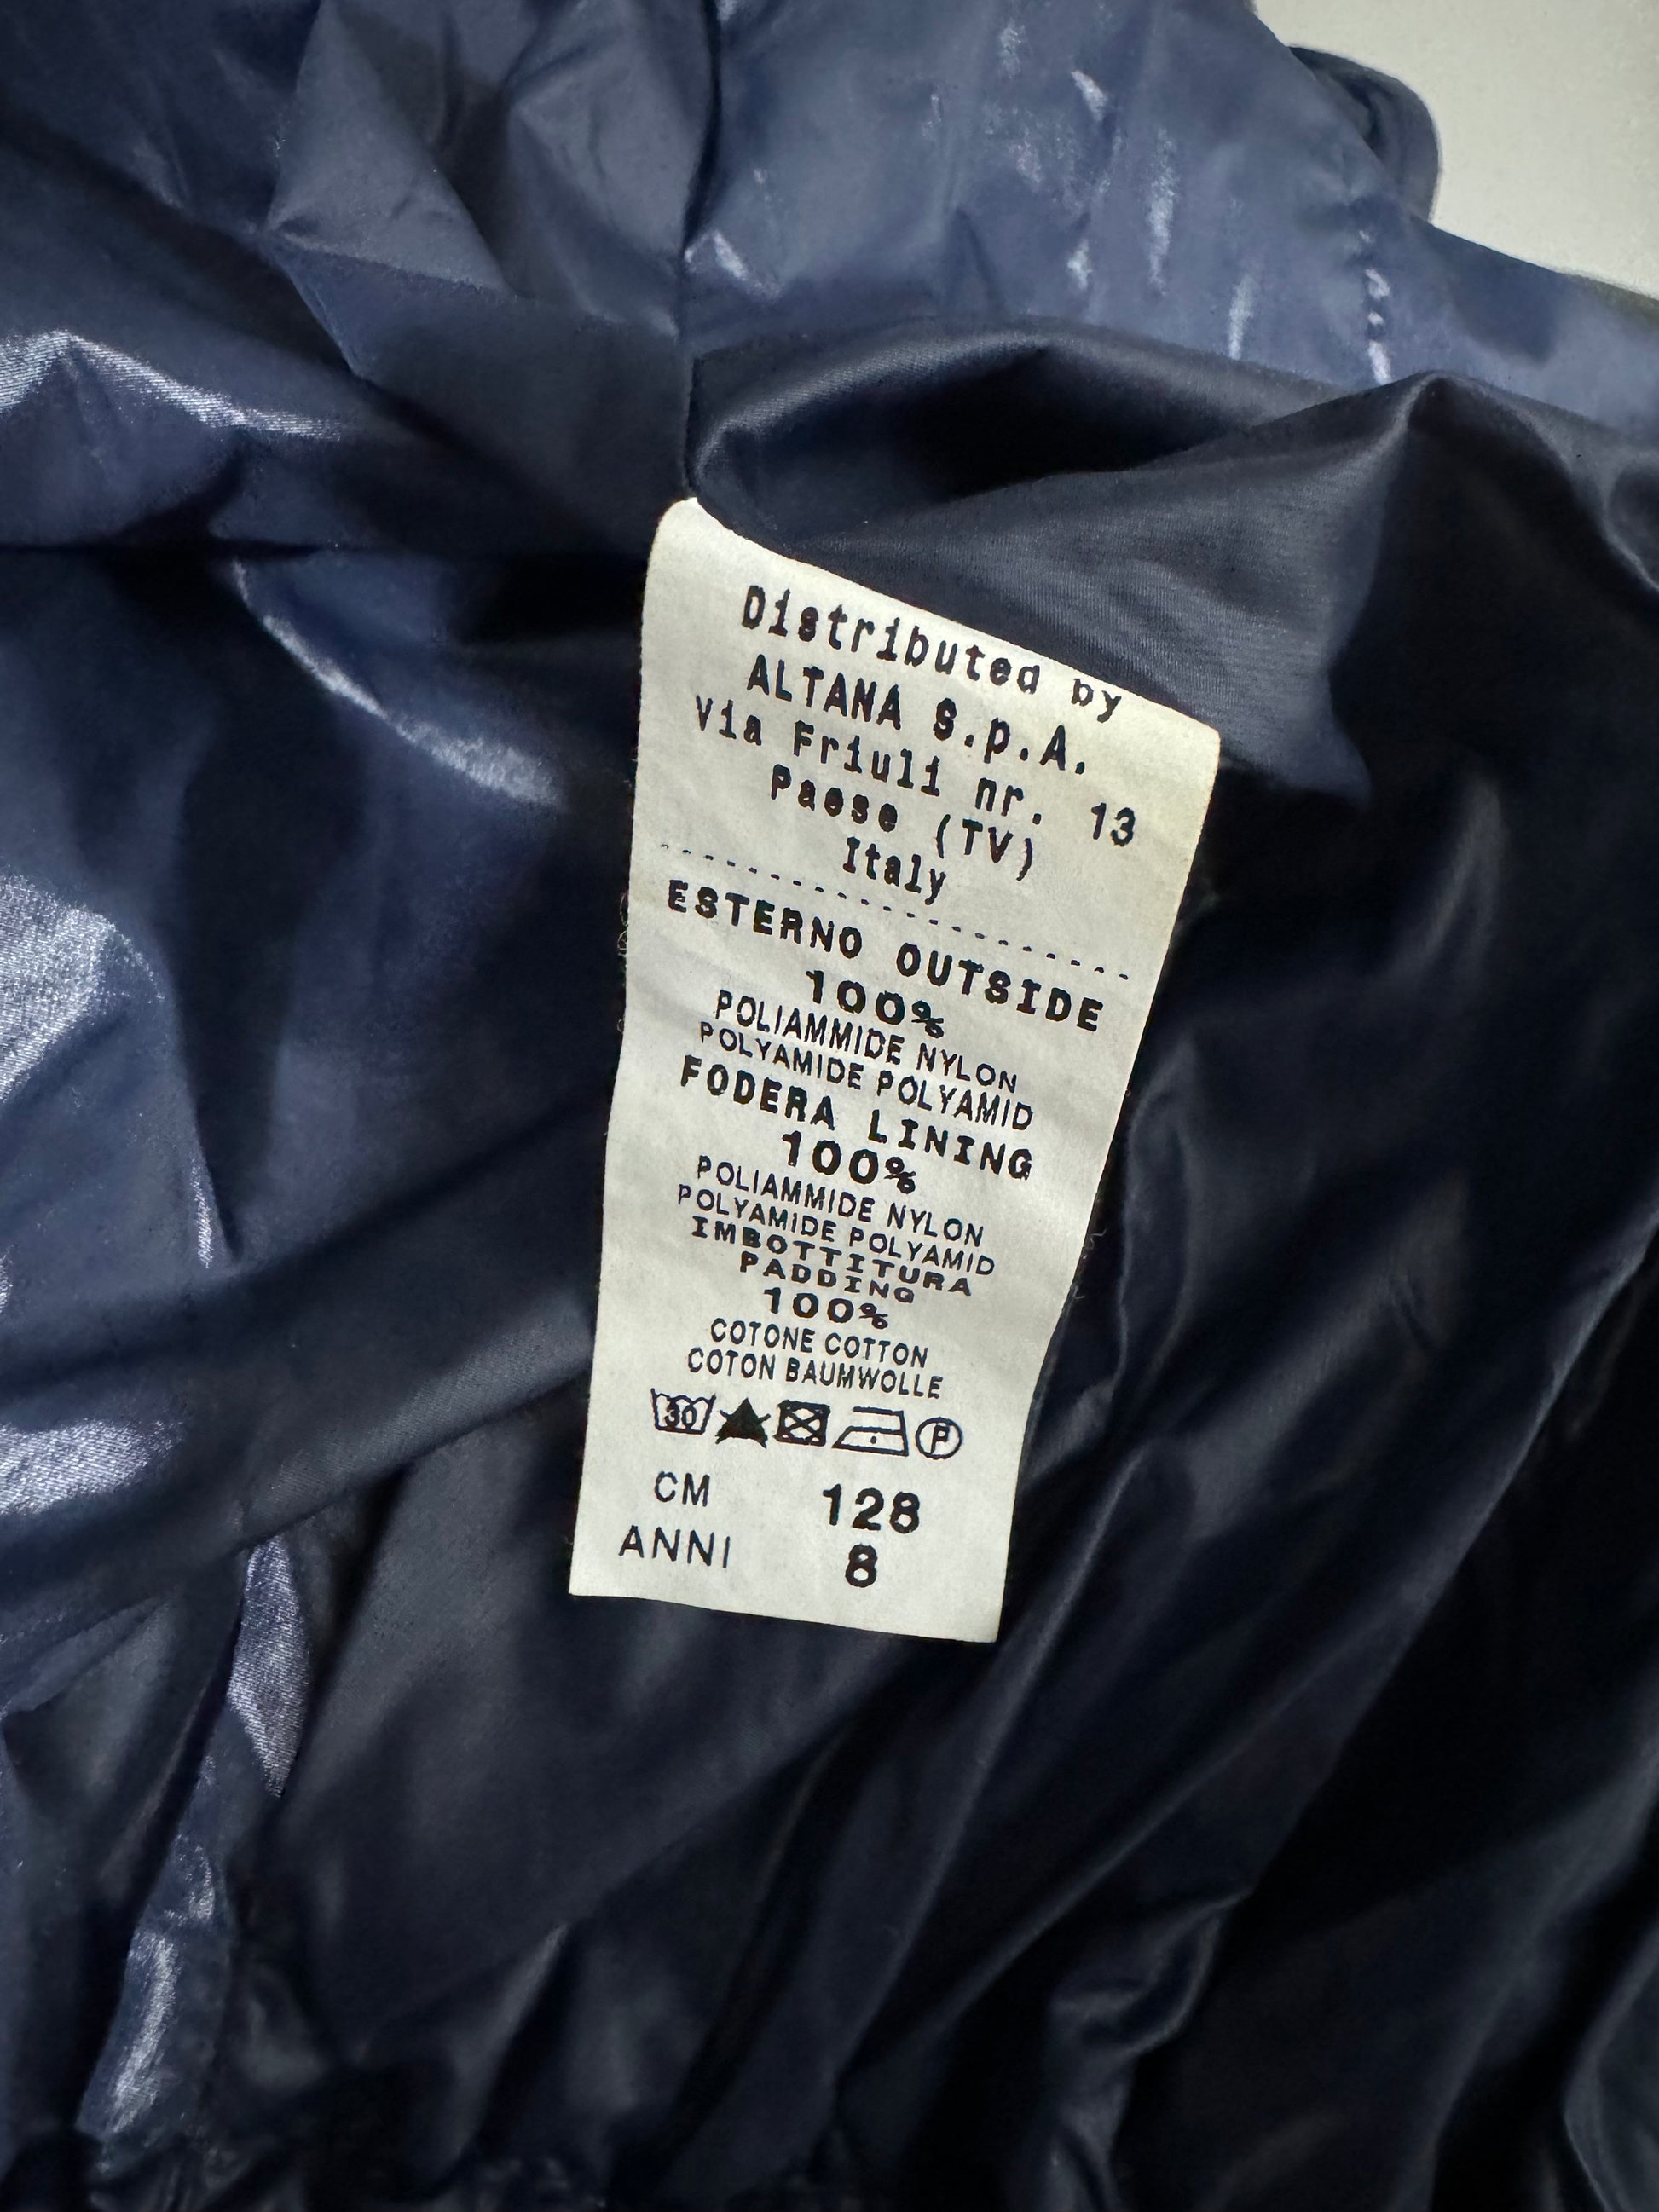 Distributed by
ALTANA S.p.A.
Via Friuli nr. 13
Paese (TV)
Italy
ESTERNO OUTSIDE
100%
POLIAMMIDE NYLON
POLYAMIDE POLYAMID
FODERA LINING
100%
POLIAMMIDE NYLON
POLYAMIDE POLYAMID
IMBOTTITURA
PADDING
100%
COTONE COTTON
COTON BAUMWOLLE
30 P
CM 128
ANNI 8